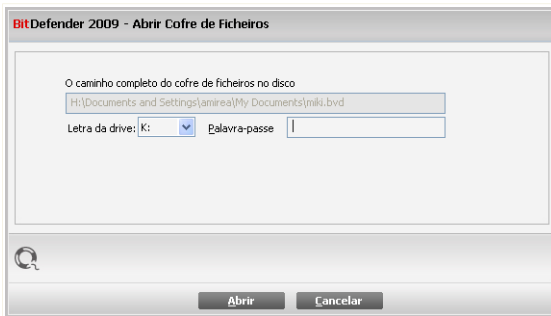 BitDefender 2009 - Abrir Cofre de Ficheiros
O caminho completo do cofre de ficheiros no disco
H:\Documents and Settings\amirea\My Documents\miki.bvd
Letra da drive: K: Palavra-passe
Abrir Cancelar